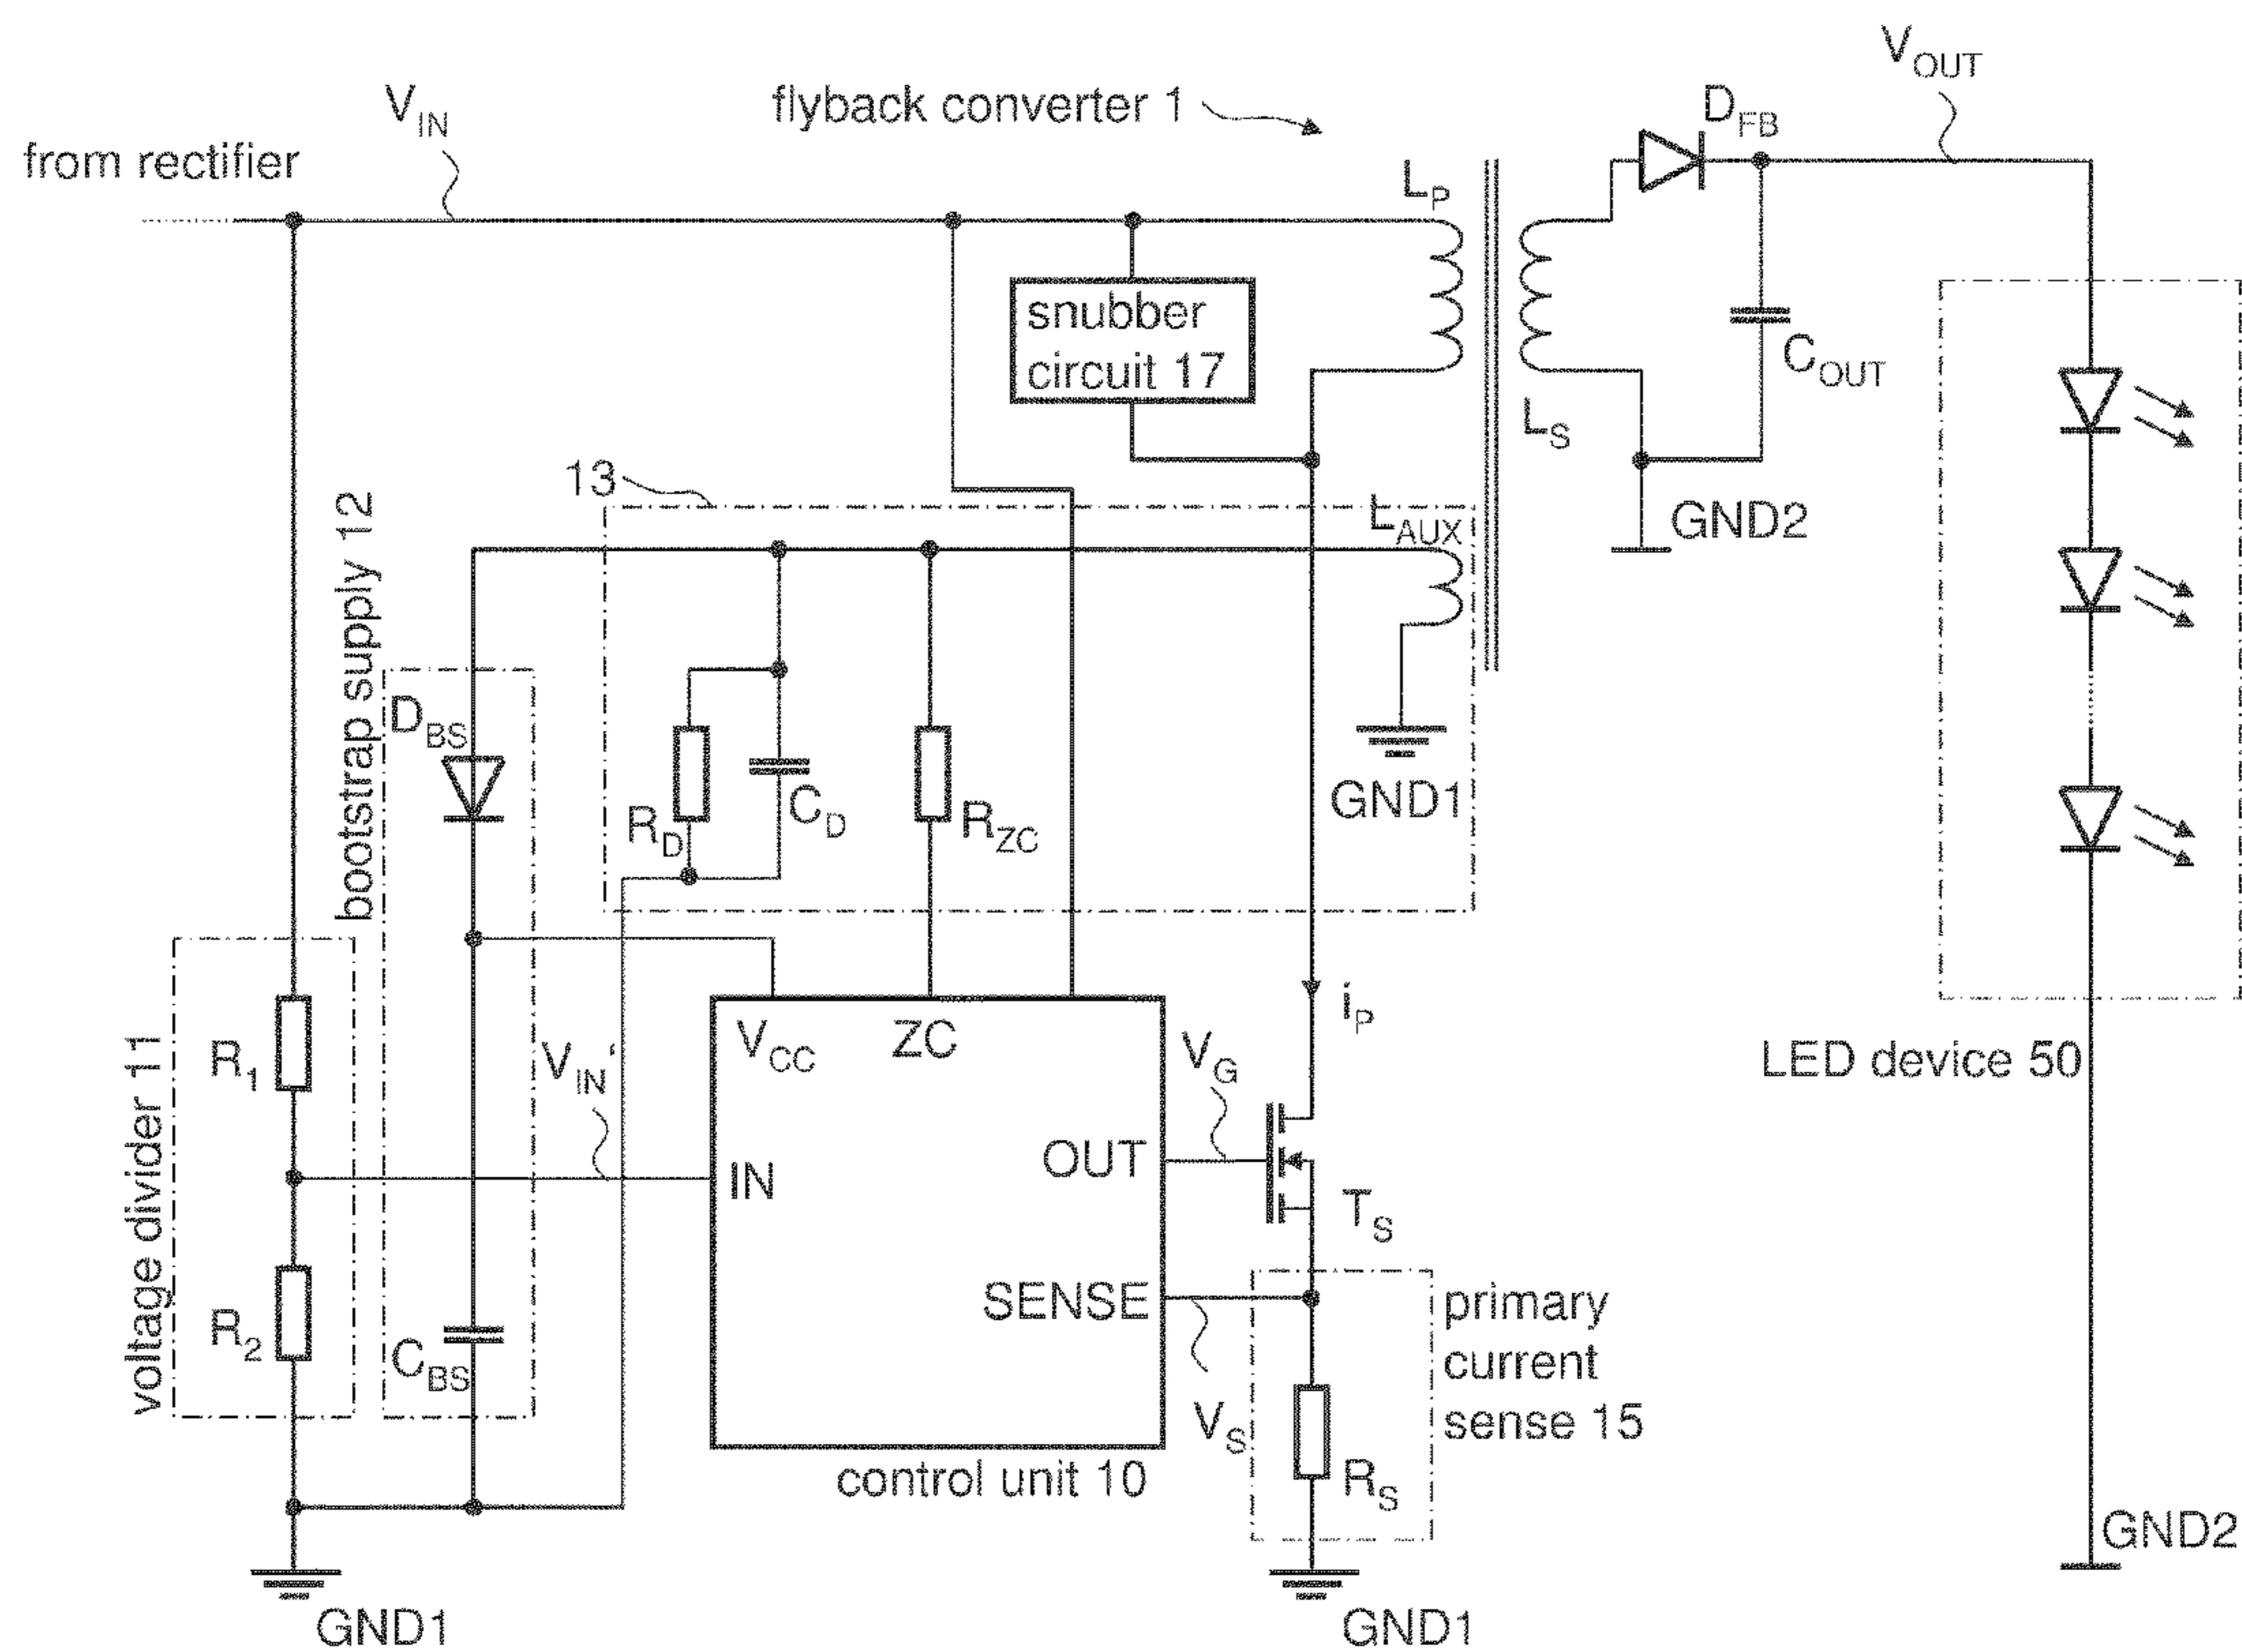 V_OUT
V_IN
flyback converter 1
D_FB
from rectifier
L_P
snubber
circuit 17
C_OUT
L_S
13
L_AUX
GND2
bootstrap supply 12
D_BS
R_D
C_D
R_ZC
GND1
voltage divider 11
R_1
V_IN'
V_CC
ZC
i_P
V_G
LED device 50
IN
OUT
T_S
SENSE
primary
current
sense 15
R_2
C_BS
V_S
R_S
control unit 10
GND2
GND1
GND1